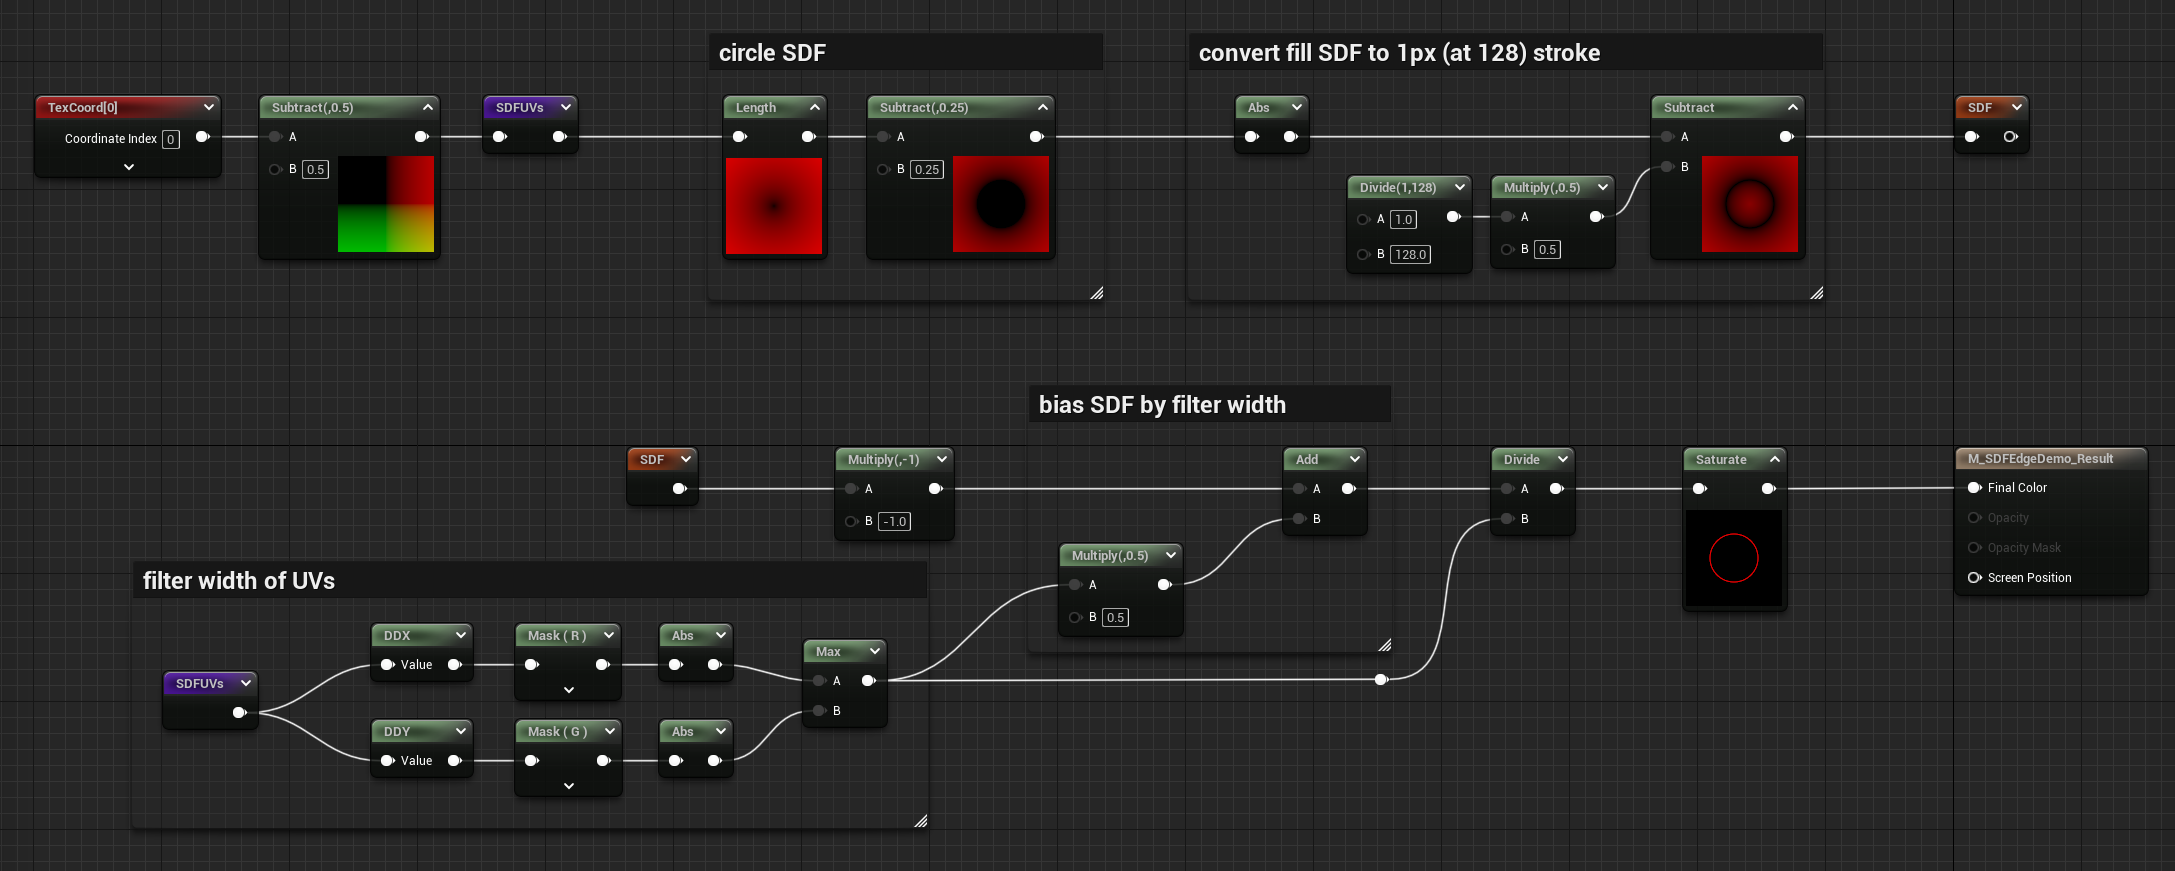 circle SDF
convert fill SDF to 1px (at 128) stroke
TexCoord[0]
Coordinate Index 0
Subtract(,0.5)
A
B 0.5
SDFUVs
Length
Subtract(,0.25)
A
B 0.25
Abs
Divide(1,128)
A 1.0
B 128.0
Multiply(,0.5)
A
B 0.5
Subtract
A
B
SDF
bias SDF by filter width
SDF
Multiply(,-1)
A
B -1.0
Multiply(,0.5)
A
B 0.5
Add
A
B
Divide
A
B
Saturate
M_SDFEdgeDemo_Result
Final Color
Opacity
Opacity Mask
Screen Position
filter width of UVs
SDFUVs
DDX
Value
Mask ( R )
Abs
DDY
Value
Mask ( G )
Abs
Max
A
B